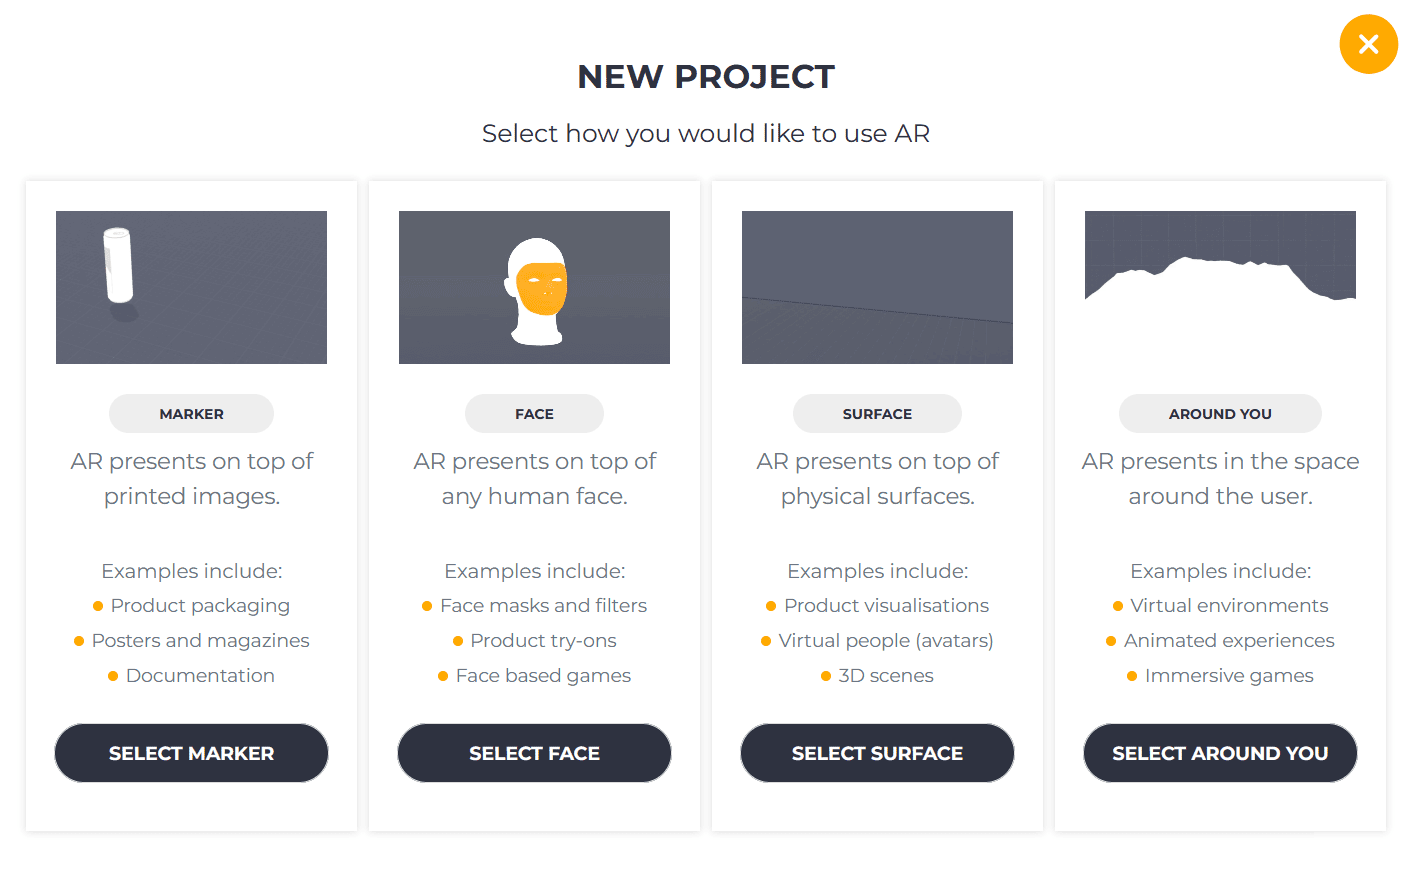 NEW PROJECT
Select how you would like to use AR
MARKER
AR presents on top of
printed images.
Examples include:
Product packaging
Posters and magazines
Documentation
SELECT MARKER
FACE
AR presents on top of
any human face.
Examples include:
Face masks and filters
Product try-ons
Face based games
SELECT FACE
SURFACE
AR presents on top of
physical surfaces.
Examples include:
Product visualisations
Virtual people (avatars)
3D scenes
SELECT SURFACE
AROUND YOU
AR presents in the space
around the user.
Examples include:
Virtual environments
Animated experiences
Immersive games
SELECT AROUND YOU